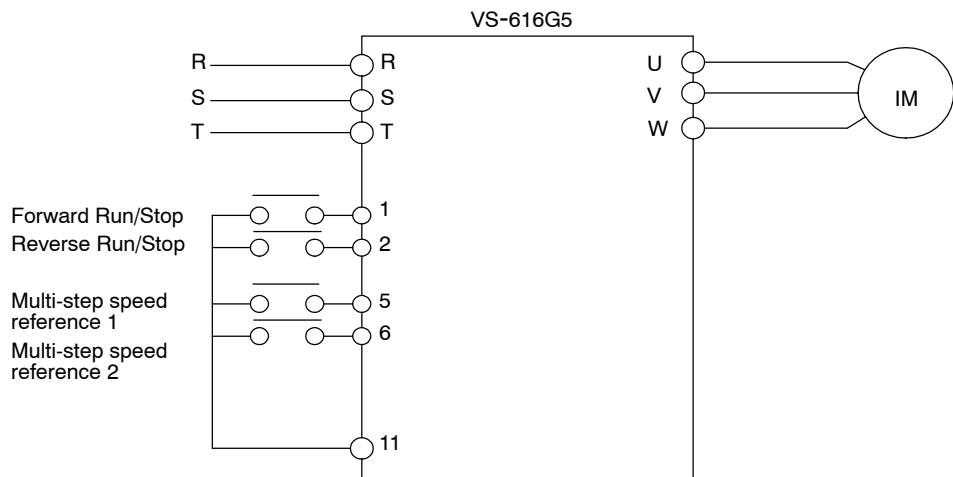 VS-616G5
R R U
S S V IM
T T W
Forward Run/Stop 1
Reverse Run/Stop 2
Multi-step speed 5
reference 1
Multi-step speed 6
reference 2
11